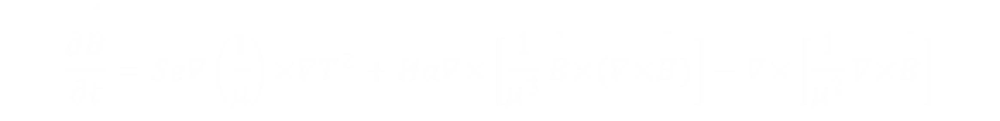 ∂B⃗/∂t = Se∇(1/μ)×∇T² + Ha∇×[1/μ³ B⃗×(∇×B⃗)] − ∇×[1/μ² ∇×B⃗]